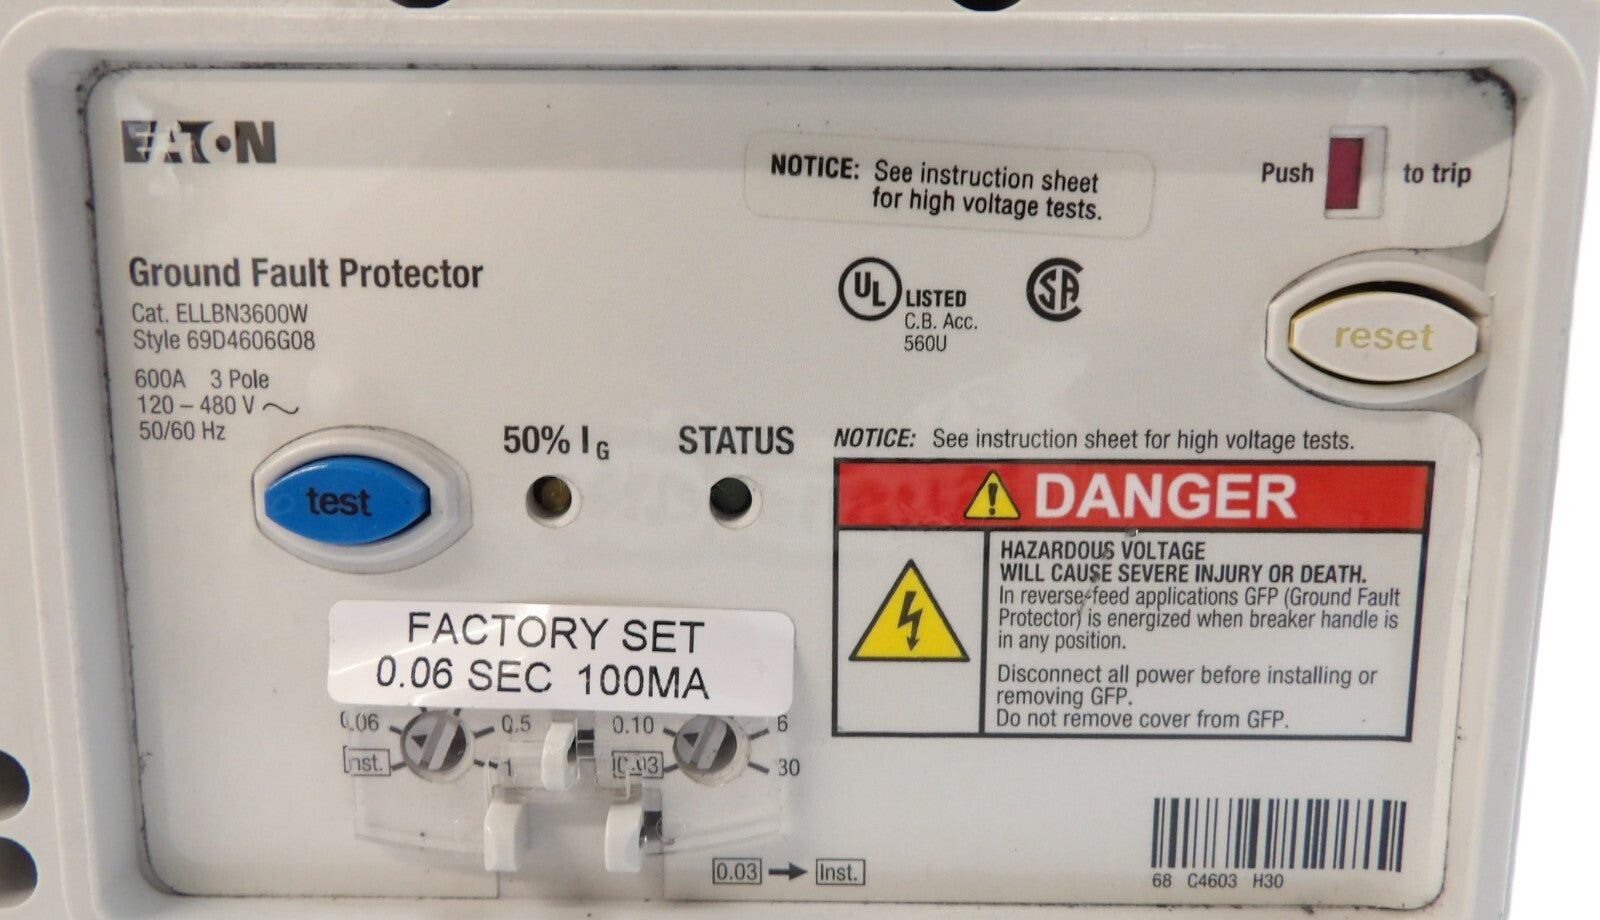 EATON
NOTICE: See instruction sheet
for high voltage tests.
Push to trip
Ground Fault Protector
Cat. ELLBN3600W
Style 69D4606G08
600A 3 Pole
120 – 480 V ~
50/60 Hz
UL LISTED
C.B. Acc.
560U
SA
reset
test
50% IG
STATUS
NOTICE: See instruction sheet for high voltage tests.
DANGER
HAZARDOUS VOLTAGE
WILL CAUSE SEVERE INJURY OR DEATH.
In reverse-feed applications GFP (Ground Fault
Protector) is energized when breaker handle is
in any position.
Disconnect all power before installing or
removing GFP.
Do not remove cover from GFP.
FACTORY SET
0.06 SEC 100MA
0.06 0.5 0.10 6
Inst. 1 0.03 30
0.03 → Inst.
68 C4603 H30